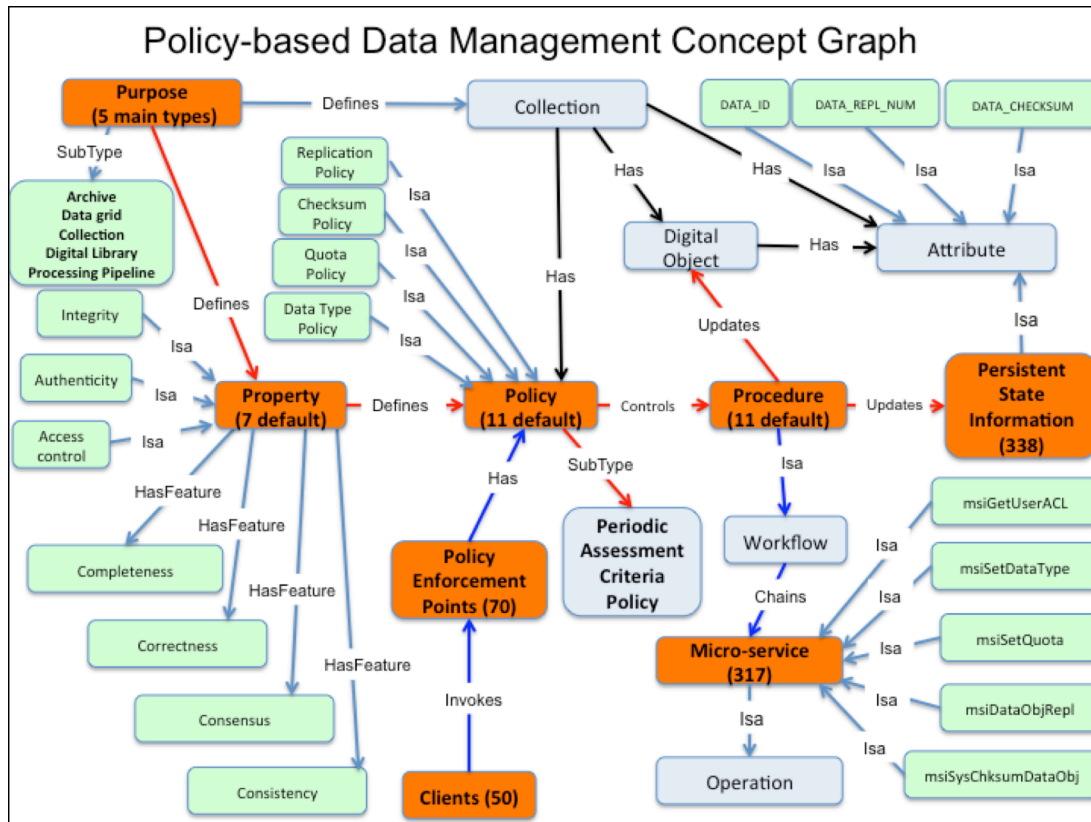 Policy-based Data Management Concept Graph
Purpose
(5 main types)
Defines
Collection
DATA_ID
DATA_REPL_NUM
DATA_CHECKSUM
SubType
Replication
Policy
Isa
Has
Has
Isa
Isa
Isa
Archive
Data grid
Collection
Digital Library
Processing Pipeline
Checksum
Policy
Isa
Digital
Object
Has
Attribute
Quota
Policy
Isa
Has
Defines
Integrity
Data Type
Policy
Isa
Updates
Isa
Isa
Authenticity
Isa
Property
(7 default)
Defines
Policy
(11 default)
Controls
Procedure
(11 default)
Updates
Persistent
State
Information
(338)
Access
control
Isa
SubType
Isa
Has
HasFeature
HasFeature
msiGetUserACL
Isa
Periodic
Assessment
Criteria
Policy
Workflow
Policy
Enforcement
Points (70)
Completeness
msiSetDataType
HasFeature
Chains
Isa
Correctness
Micro-service
(317)
Isa
msiSetQuota
HasFeature
Invokes
Isa
msiDataObjRepl
Consensus
Isa
Isa
Operation
msiSysChksumDataObj
Consistency
Clients (50)